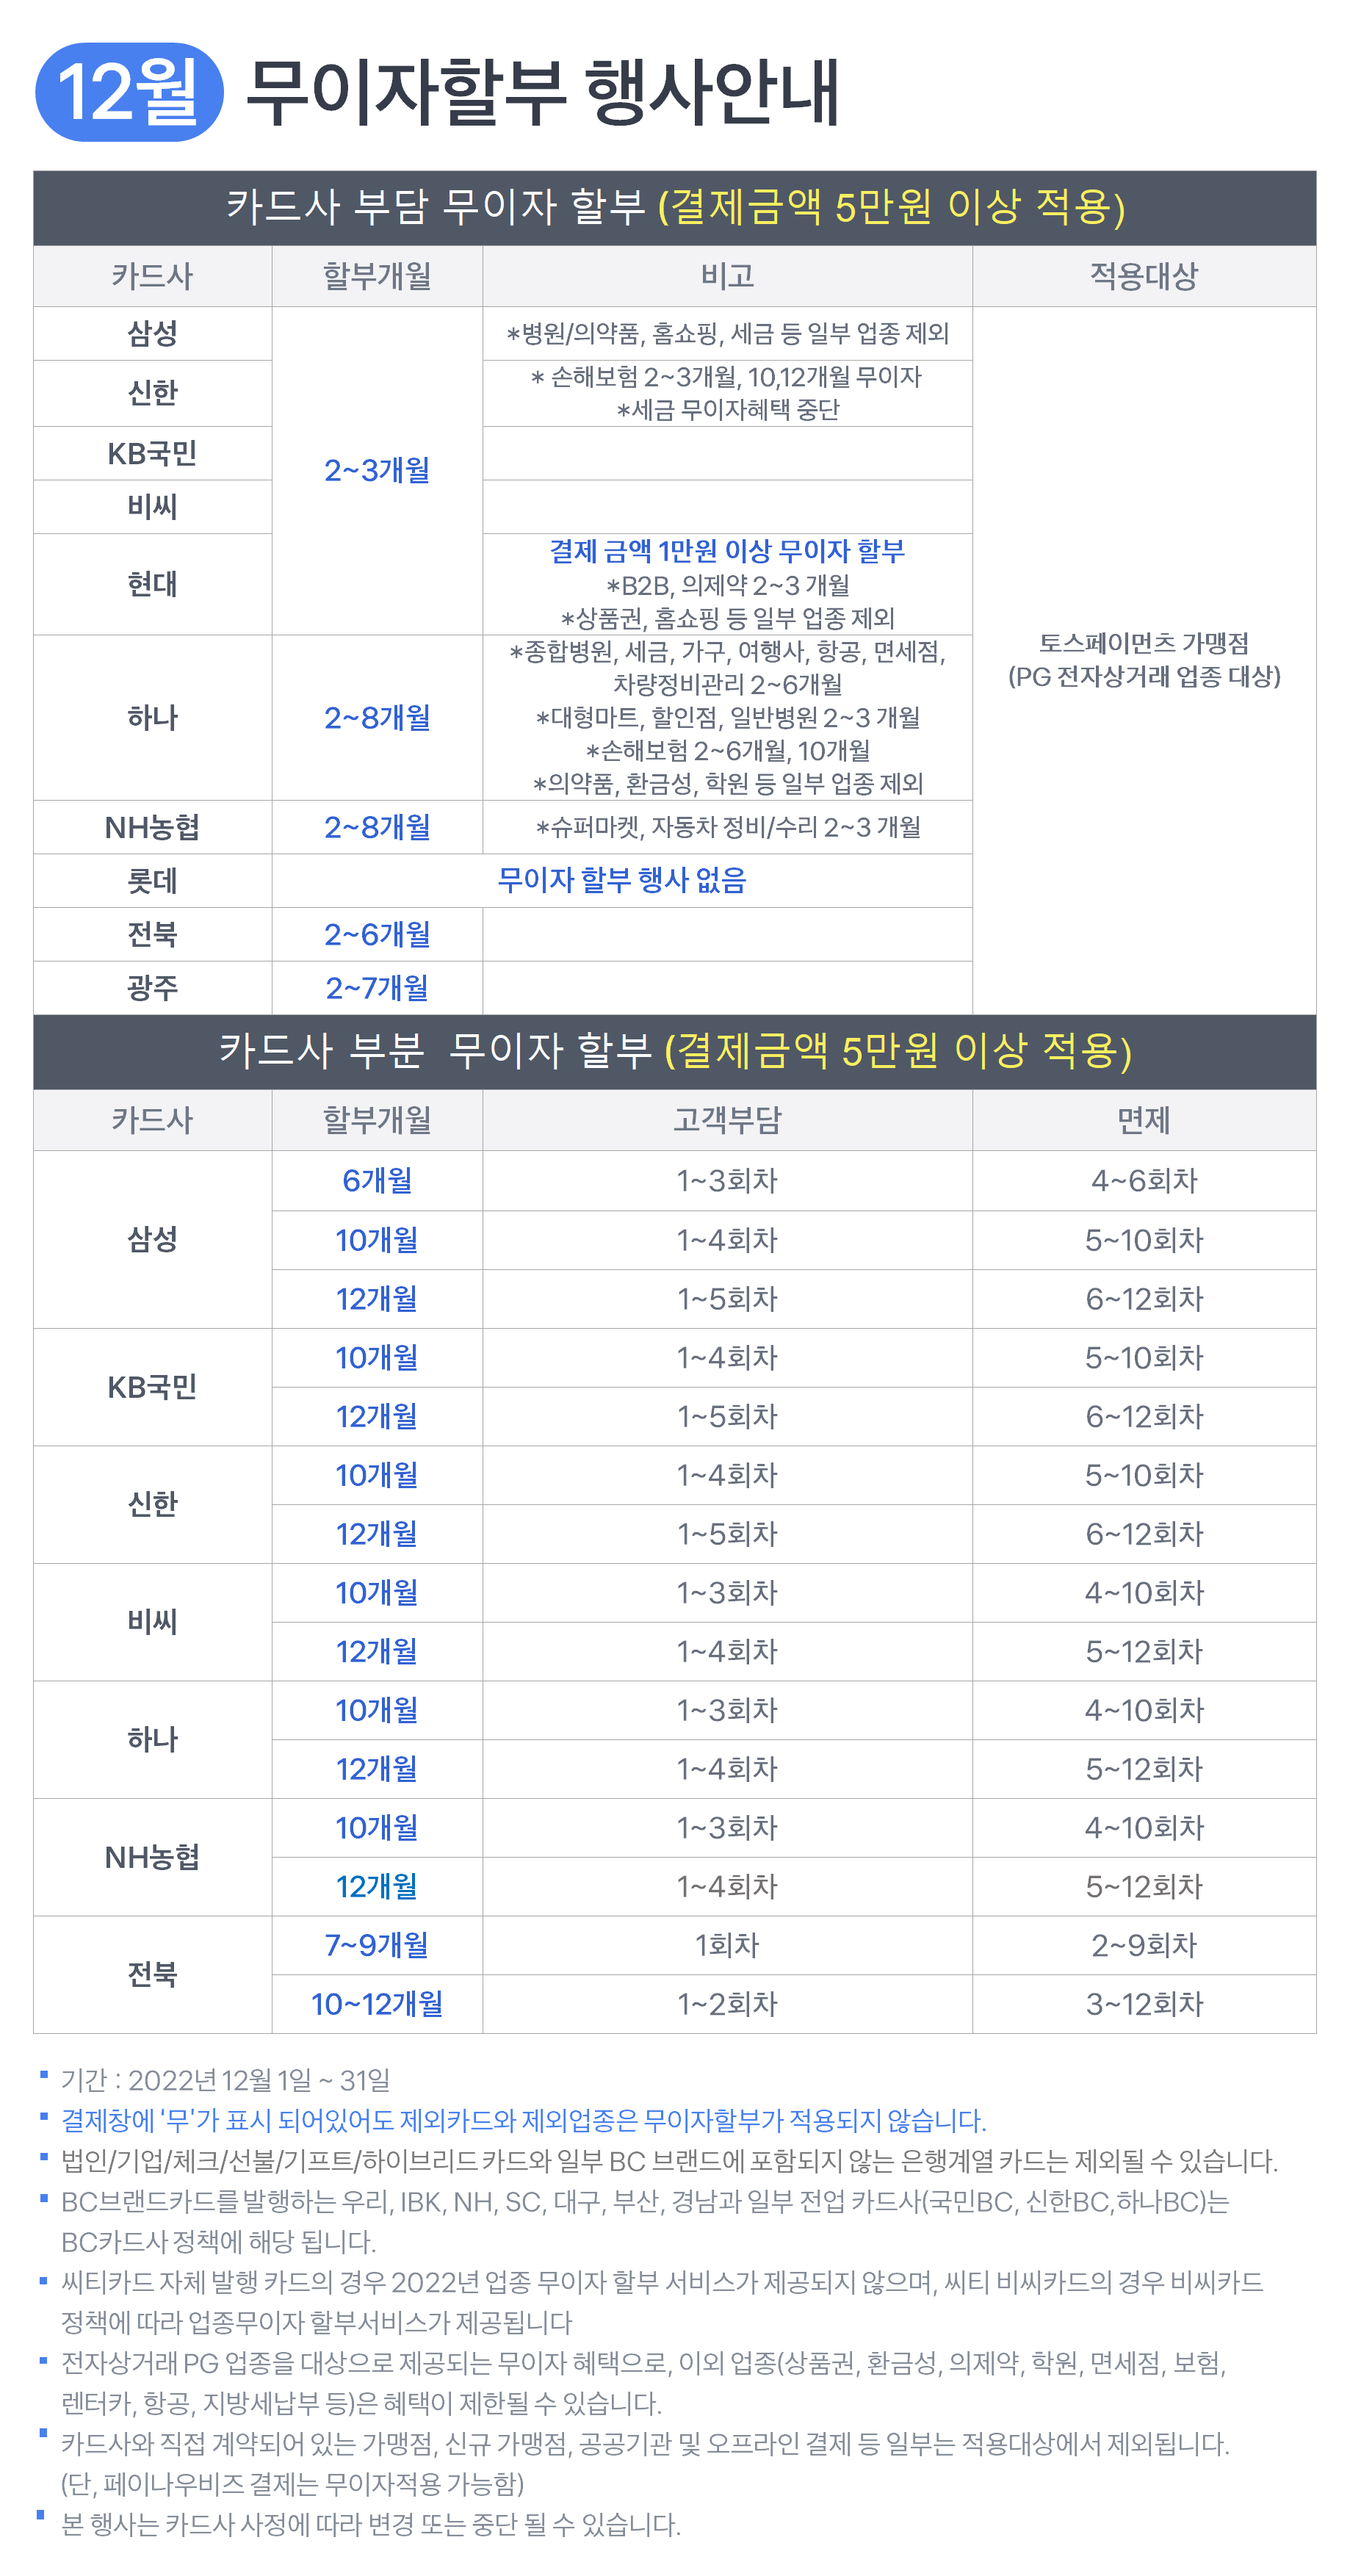 12월 무이자할부 행사안내
카드사 부담 무이자 할부 (결제금액 5만원 이상 적용)
카드사 할부개월 비고 적용대상
삼성 *병원/의약품, 홈쇼핑, 세금 등 일부 업종 제외
신한 * 손해보험 2~3개월, 10,12개월 무이자
*세금 무이자혜택 중단
KB국민
2~3개월
비씨
현대 결제 금액 1만원 이상 무이자 할부
*B2B, 의제약 2~3 개월
*상품권, 홈쇼핑 등 일부 업종 제외
토스페이먼츠 가맹점
(PG 전자상거래 업종 대상)
하나 2~8개월 *종합병원, 세금, 가구, 여행사, 항공, 면세점,
차량정비관리 2~6개월
*대형마트, 할인점, 일반병원 2~3 개월
*손해보험 2~6개월, 10개월
*의약품, 환금성, 학원 등 일부 업종 제외
NH농협 2~8개월 *슈퍼마켓, 자동차 정비/수리 2~3 개월
롯데 무이자 할부 행사 없음
전북 2~6개월
광주 2~7개월
카드사 부분 무이자 할부 (결제금액 5만원 이상 적용)
카드사 할부개월 고객부담 면제
삼성 6개월 1~3회차 4~6회차
10개월 1~4회차 5~10회차
12개월 1~5회차 6~12회차
KB국민 10개월 1~4회차 5~10회차
12개월 1~5회차 6~12회차
신한 10개월 1~4회차 5~10회차
12개월 1~5회차 6~12회차
비씨 10개월 1~3회차 4~10회차
12개월 1~4회차 5~12회차
하나 10개월 1~3회차 4~10회차
12개월 1~4회차 5~12회차
NH농협 10개월 1~3회차 4~10회차
12개월 1~4회차 5~12회차
전북 7~9개월 1회차 2~9회차
10~12개월 1~2회차 3~12회차
기간 : 2022년 12월 1일 ~ 31일
결제창에 '무'가 표시 되어있어도 제외카드와 제외업종은 무이자할부가 적용되지 않습니다.
법인/기업/체크/선불/기프트/하이브리드 카드와 일부 BC 브랜드에 포함되지 않는 은행계열 카드는 제외될 수 있습니다.
BC브랜드카드를 발행하는 우리, IBK, NH, SC, 대구, 부산, 경남과 일부 전업 카드사(국민BC, 신한BC,하나BC)는
BC카드사 정책에 해당 됩니다.
씨티카드 자체 발행 카드의 경우 2022년 업종 무이자 할부 서비스가 제공되지 않으며, 씨티 비씨카드의 경우 비씨카드
정책에 따라 업종무이자 할부서비스가 제공됩니다
전자상거래 PG 업종을 대상으로 제공되는 무이자 혜택으로, 이외 업종(상품권, 환금성, 의제약, 학원, 면세점, 보험,
렌터카, 항공, 지방세납부 등)은 혜택이 제한될 수 있습니다.
카드사와 직접 계약되어 있는 가맹점, 신규 가맹점, 공공기관 및 오프라인 결제 등 일부는 적용대상에서 제외됩니다.
(단, 페이나우비즈 결제는 무이자적용 가능함)
본 행사는 카드사 사정에 따라 변경 또는 중단 될 수 있습니다.